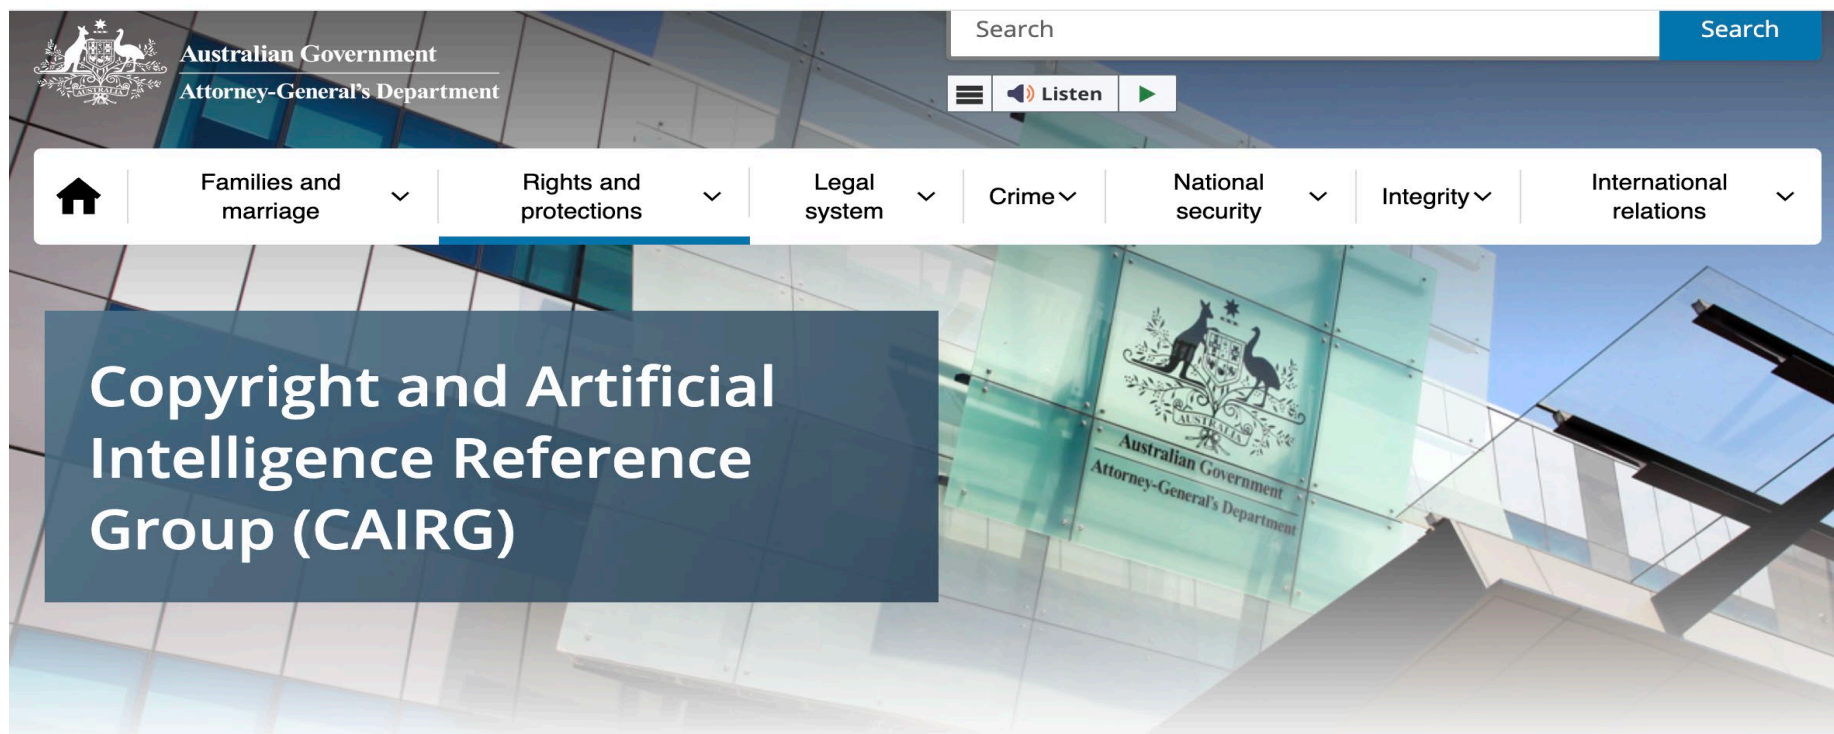 Australian Government
Attorney-General's Department
Search
Search
Listen
Families and
marriage
Rights and
protections
Legal
system
Crime
National
security
Integrity
International
relations
Copyright and Artificial
Intelligence Reference
Group (CAIRG)
AUSTRALIA
Australian Government
Attorney-General's Department